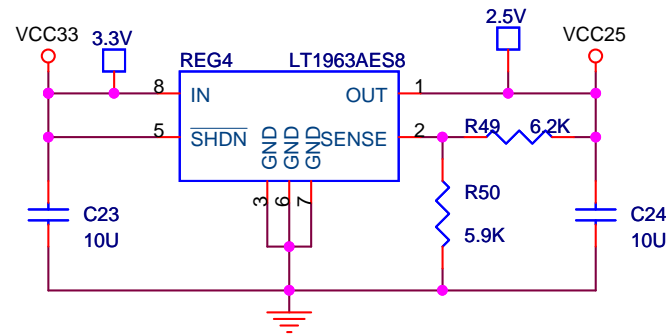 2.5V
VCC33
3.3V
VCC25
REG4
LT1963AES8
8
IN
OUT
1
5
SHDN
GND
GND
GND
SENSE
2
R49
6.2K
3
6
7
R50
5.9K
C23
10U
C24
10U